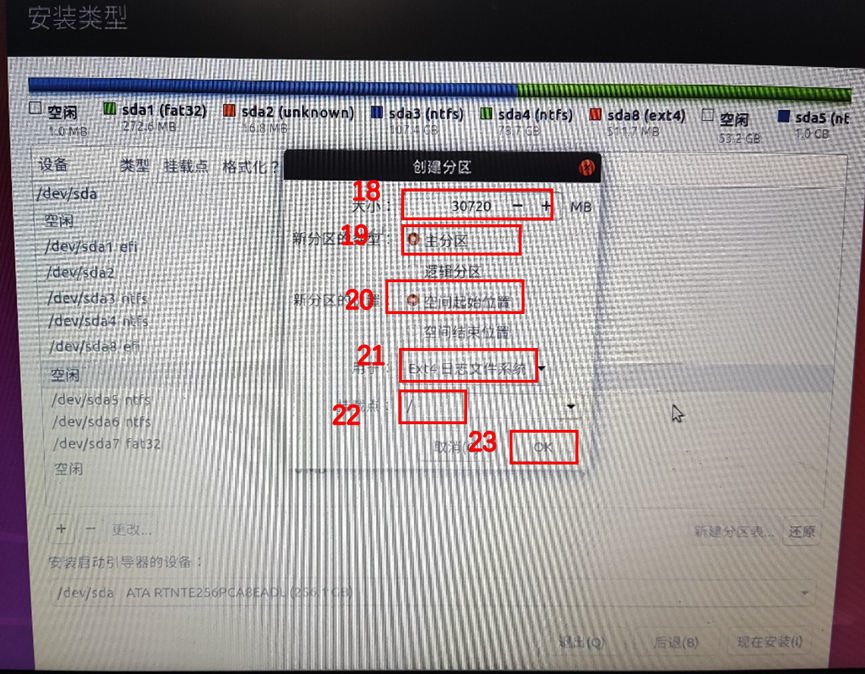 安装类型
空闲 sda1 (fat32) sda2 (unknown) sda3 (ntfs) sda4 (ntfs) sda8 (ext4) 空闲 sda5 (nt
1.0 MB 272.6 MB 16.8 MB 107.4 GB 73.7 GB 511.7 MB 53.2 GB 1.0 GB
设备 类型 挂载点 格式化?
/dev/sda
空闲
/dev/sda1 efi
/dev/sda2
/dev/sda3 ntfs
/dev/sda4 ntfs
/dev/sda8 efi
空闲
/dev/sda5 ntfs
/dev/sda6 ntfs
/dev/sda7 fat32
空闲
创建分区
18
大小: 30720 − + MB
19
新分区的类型: 主分区
逻辑分区
20
新分区的位置 空间起始位置
空间结束位置
21
用于 Ext4 日志文件系统
22
点: /
23
取消 OK
+ − 更改... 新建分区表... 还原
安装启动引导器的设备:
/dev/sda ATA RTNTE256PCA8EADL (256.1 GB)
退出(Q) 后退(B) 现在安装(I)